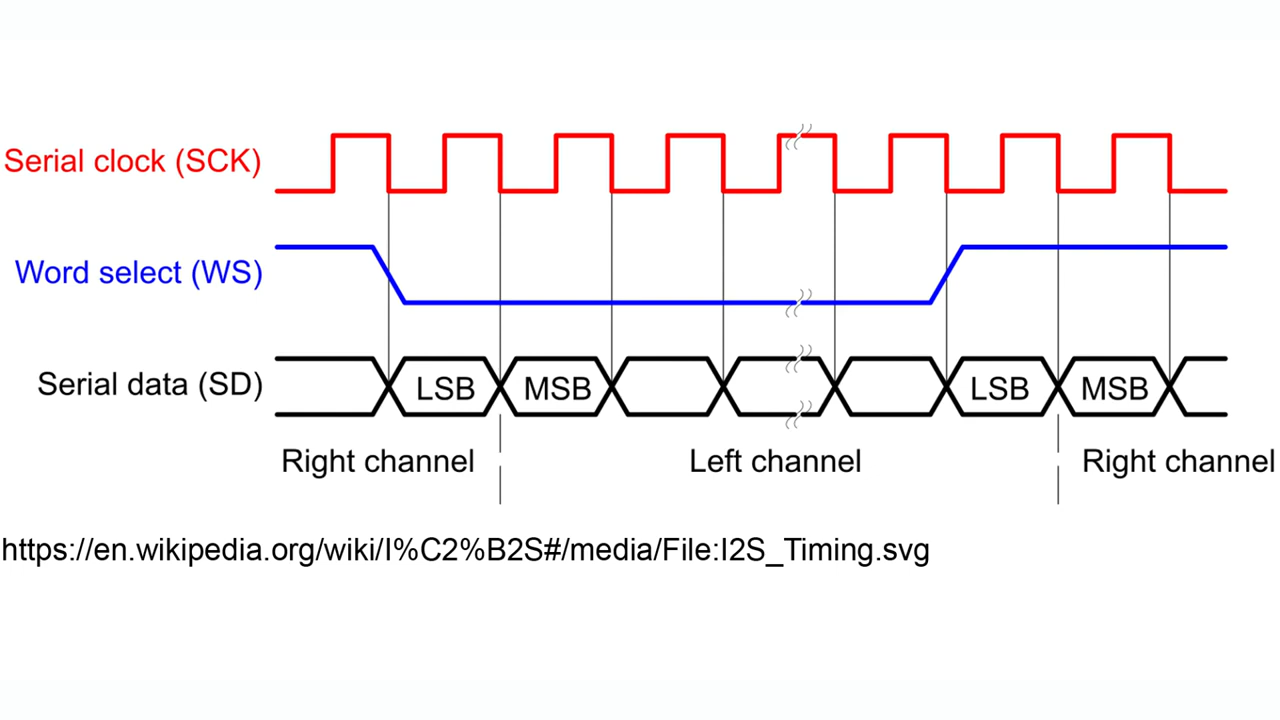 Serial clock (SCK)
Word select (WS)
Serial data (SD)
LSB MSB LSB MSB
Right channel Left channel Right channel
https://en.wikipedia.org/wiki/I%C2%B2S#/media/File:I2S_Timing.svg